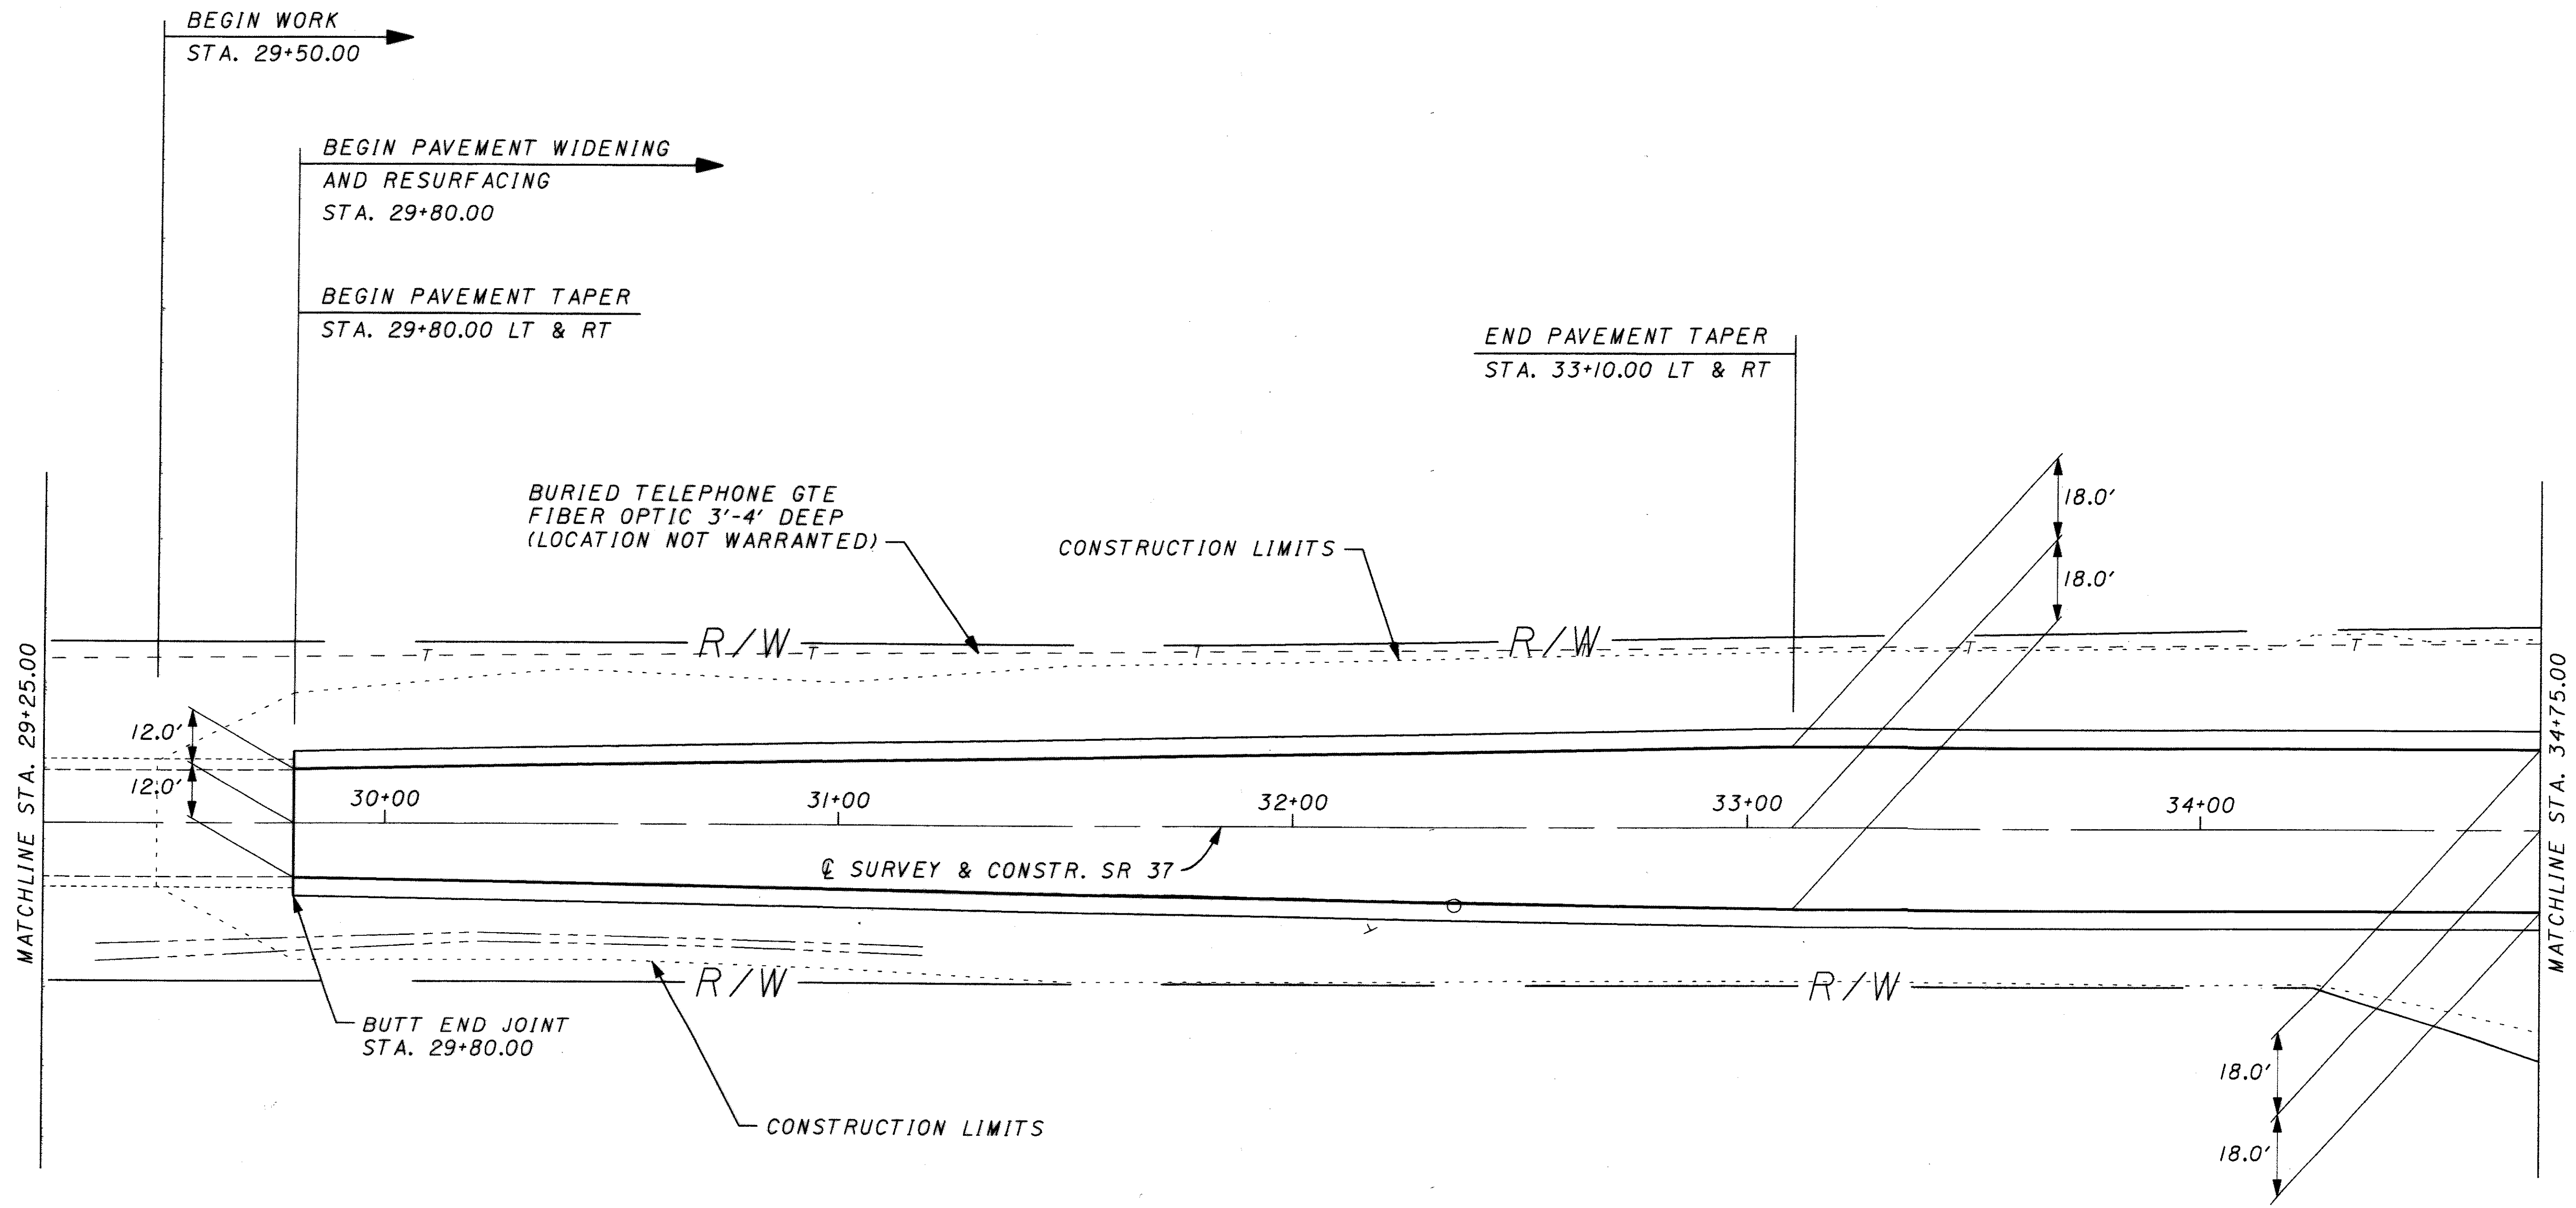 BEGIN WORK
STA. 29+50.00
BEGIN PAVEMENT WIDENING
AND RESURFACING
STA. 29+80.00
BEGIN PAVEMENT TAPER
STA. 29+80.00 LT & RT
END PAVEMENT TAPER
STA. 33+10.00 LT & RT
BURIED TELEPHONE GTE
FIBER OPTIC 3'-4' DEEP
(LOCATION NOT WARRANTED)
CONSTRUCTION LIMITS
18.0'
18.0'
R/W
R/W
T
T
T
T
T
MATCHLINE STA. 29+25.00
MATCHLINE STA. 34+75.00
12.0'
12.0'
30+00
31+00
32+00
33+00
34+00
℄ SURVEY & CONSTR. SR 37
R/W
R/W
BUTT END JOINT
STA. 29+80.00
CONSTRUCTION LIMITS
18.0'
18.0'